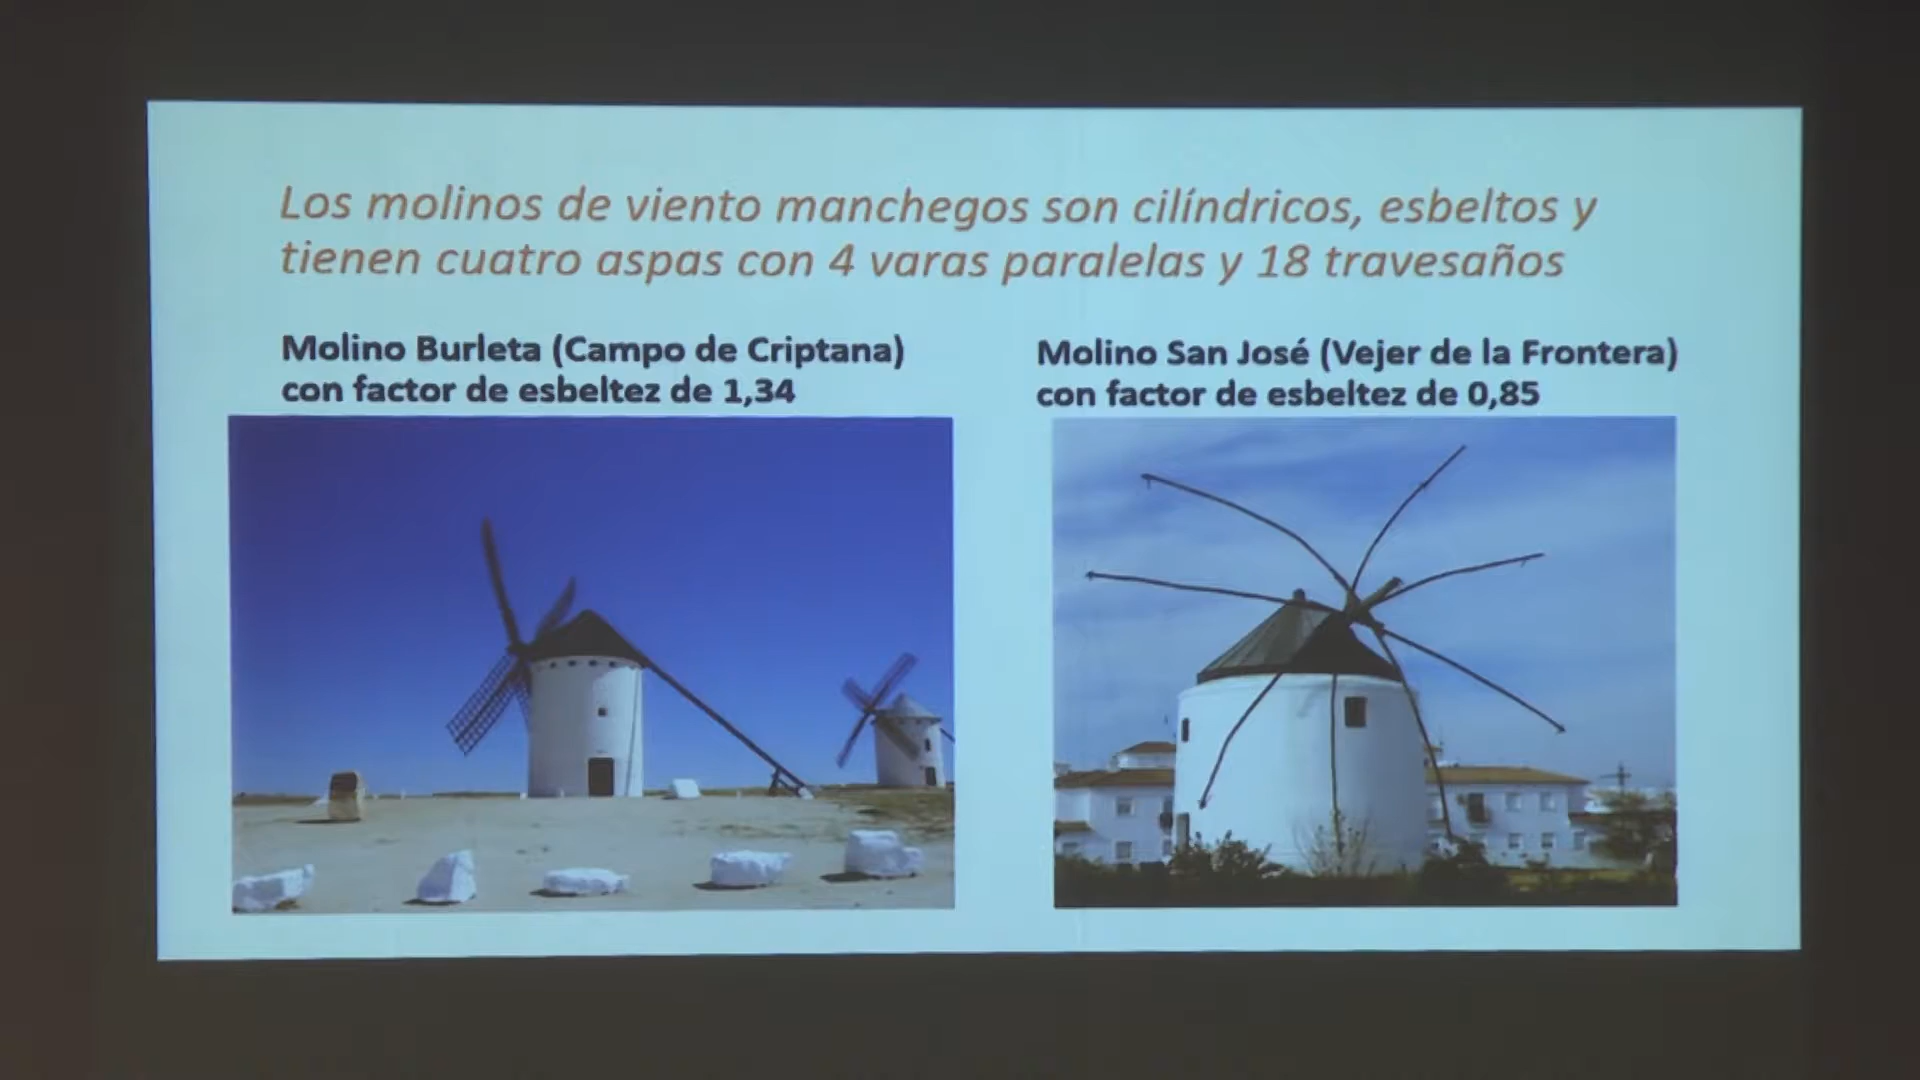 Los molinos de viento manchegos son cilíndricos, esbeltos y
tienen cuatro aspas con 4 varas paralelas y 18 travesaños
Molino Burleta (Campo de Criptana)
con factor de esbeltez de 1,34
Molino San José (Vejer de la Frontera)
con factor de esbeltez de 0,85